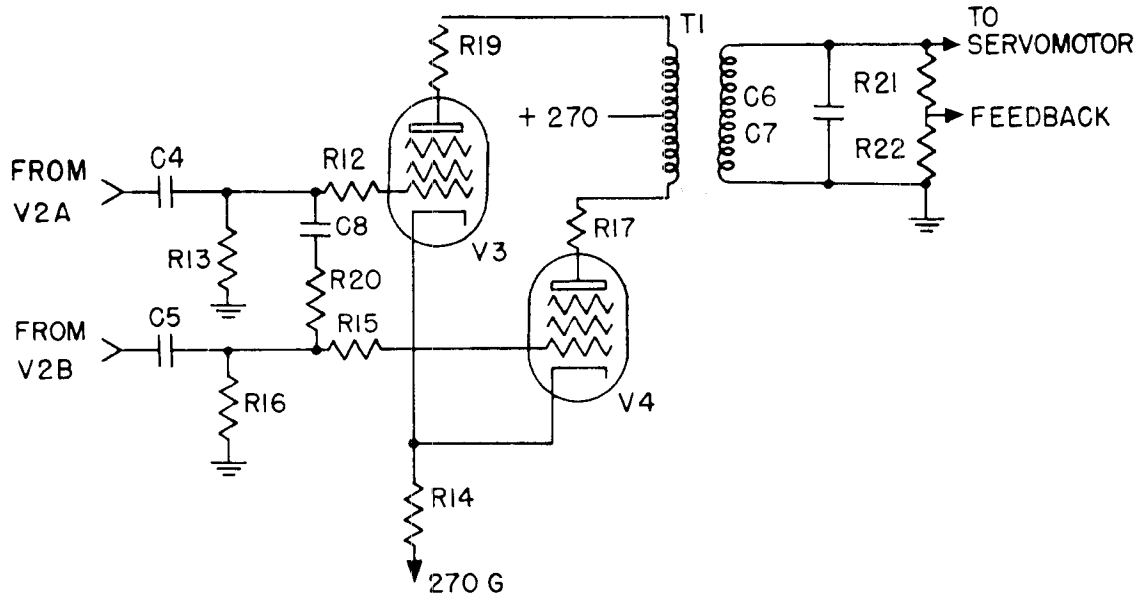 R19
T1
TO
SERVOMOTOR
+ 270
C6
C7
R21
R22
FEEDBACK
FROM
V2A
C4
R12
R13
C8
V3
R17
R20
FROM
V2B
C5
R15
R16
V4
R14
270 G